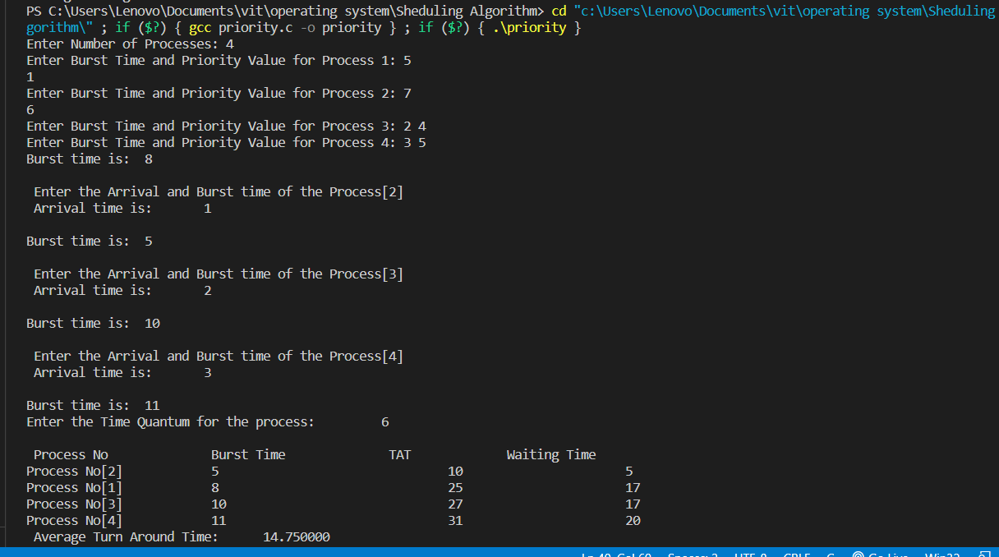 PS C:\Users\Lenovo\Documents\vit\operating system\Sheduling Algorithm> cd "c:\Users\Lenovo\Documents\vit\operating system\Sheduling
gorithm\" ; if ($?) { gcc priority.c -o priority } ; if ($?) { .\priority }
Enter Number of Processes: 4
Enter Burst Time and Priority Value for Process 1: 5
1
Enter Burst Time and Priority Value for Process 2: 7
6
Enter Burst Time and Priority Value for Process 3: 2 4
Enter Burst Time and Priority Value for Process 4: 3 5
Burst time is: 8
Enter the Arrival and Burst time of the Process[2]
Arrival time is: 1
Burst time is: 5
Enter the Arrival and Burst time of the Process[3]
Arrival time is: 2
Burst time is: 10
Enter the Arrival and Burst time of the Process[4]
Arrival time is: 3
Burst time is: 11
Enter the Time Quantum for the process: 6
Process No Burst Time TAT Waiting Time
Process No[2] 5 10 5
Process No[1] 8 25 17
Process No[3] 10 27 17
Process No[4] 11 31 20
Average Turn Around Time: 14.750000